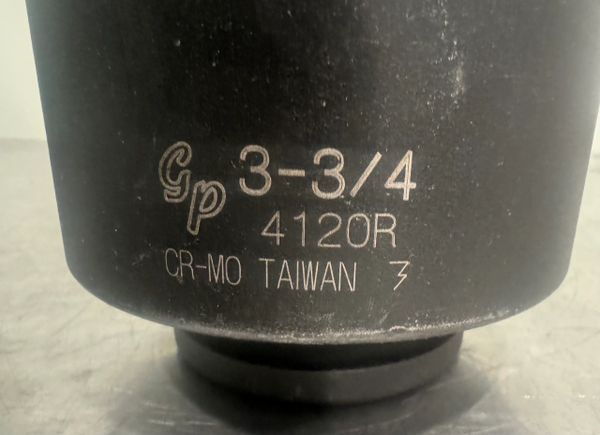 Gp 3-3/4
4120R
CR-MO TAIWAN 3